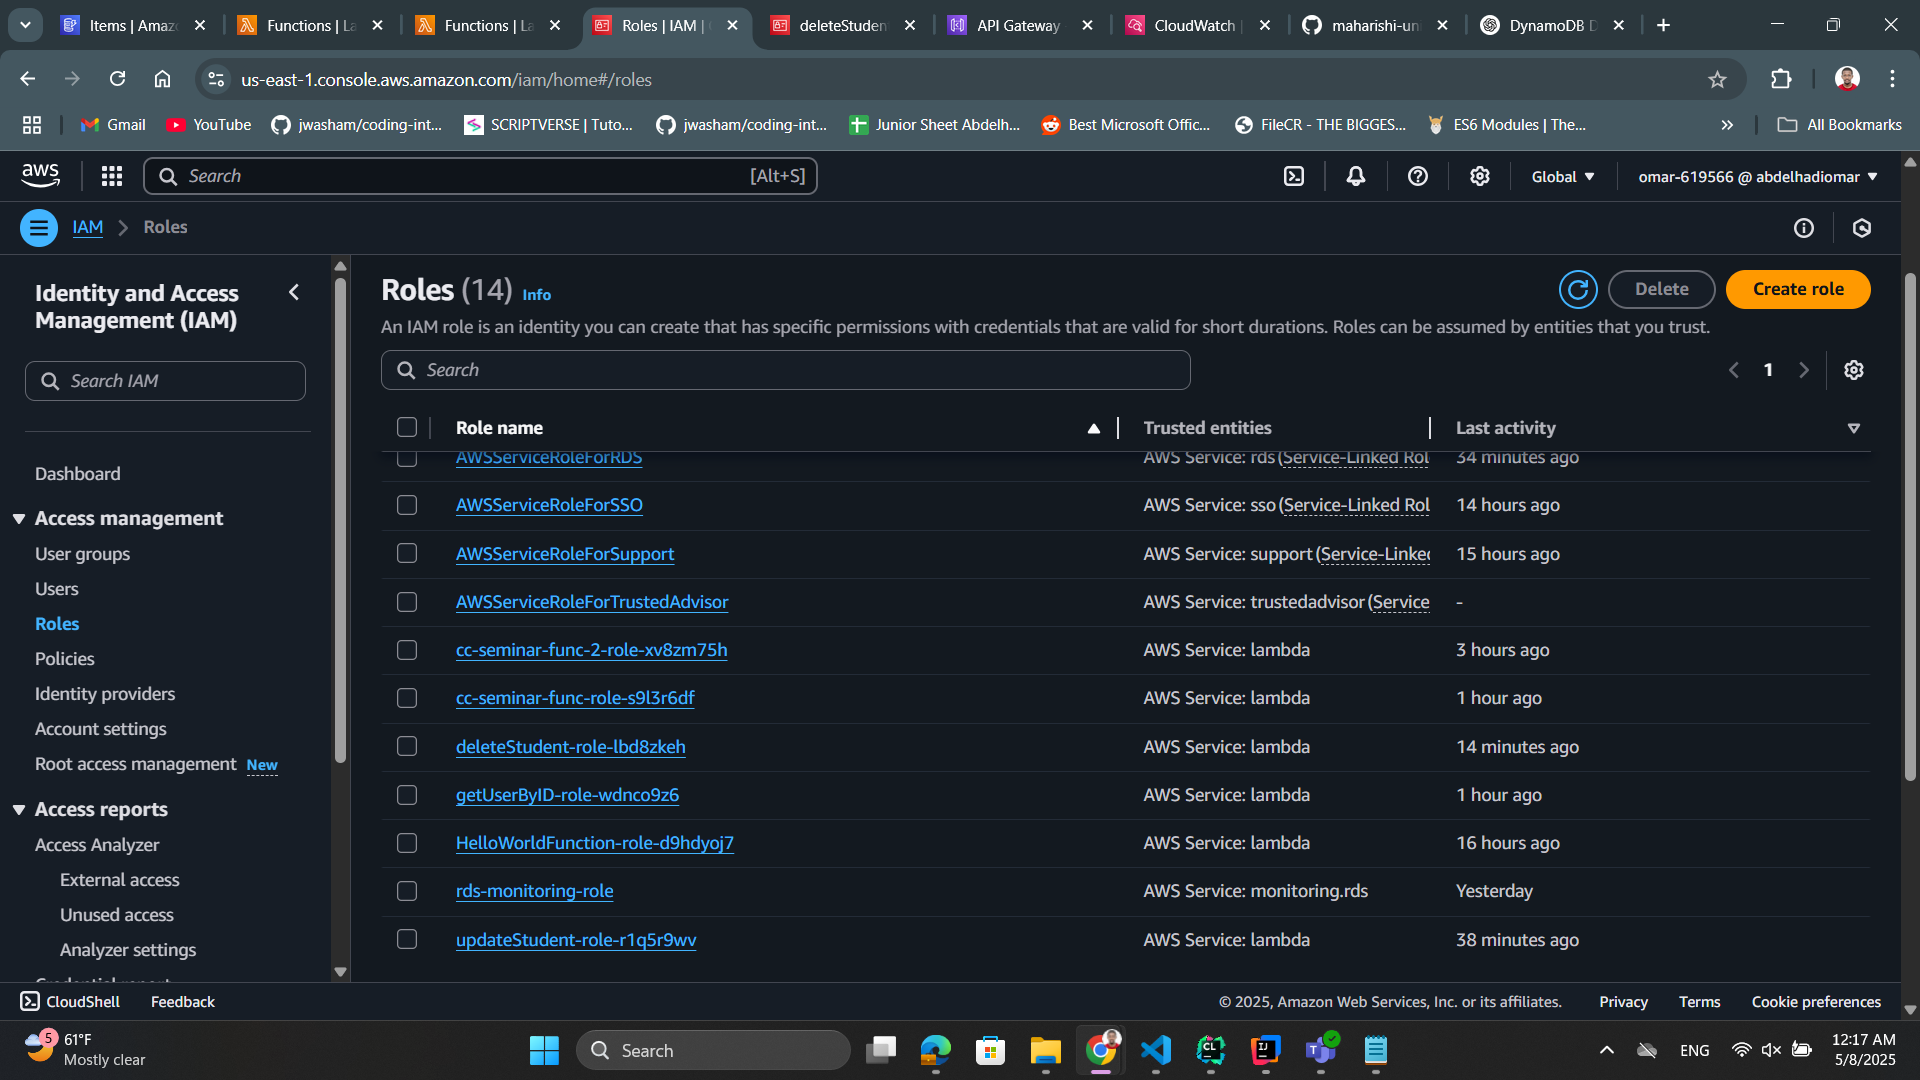 Items | Amaz
Functions | La
Functions | La
Roles | IAM |
deleteStuden
API Gateway
CloudWatch
maharishi-uni
DynamoDB D
us-east-1.console.aws.amazon.com/iam/home#/roles
Gmail
YouTube
jwasham/coding-int...
SCRIPTVERSE | Tuto...
jwasham/coding-int...
Junior Sheet Abdelh...
Best Microsoft Offic...
FileCR - THE BIGGES...
ES6 Modules | The...
All Bookmarks
aws
Search
[Alt+S]
Global
omar-619566 @ abdelhadiomar
IAM
Roles
Identity and Access
Management (IAM)
Search IAM
Dashboard
Access management
User groups
Users
Roles
Policies
Identity providers
Account settings
Root access management New
Access reports
Access Analyzer
External access
Unused access
Analyzer settings
Credential report
Roles (14) Info
Delete
Create role
An IAM role is an identity you can create that has specific permissions with credentials that are valid for short durations. Roles can be assumed by entities that you trust.
Search
1
Role name
Trusted entities
Last activity
AWSServiceRoleForRDS AWS Service: rds (Service-Linked Rol 34 minutes ago
AWSServiceRoleForSSO AWS Service: sso (Service-Linked Rol 14 hours ago
AWSServiceRoleForSupport AWS Service: support (Service-Linked 15 hours ago
AWSServiceRoleForTrustedAdvisor AWS Service: trustedadvisor (Service -
cc-seminar-func-2-role-xv8zm75h AWS Service: lambda 3 hours ago
cc-seminar-func-role-s9l3r6df AWS Service: lambda 1 hour ago
deleteStudent-role-lbd8zkeh AWS Service: lambda 14 minutes ago
getUserByID-role-wdnco9z6 AWS Service: lambda 1 hour ago
HelloWorldFunction-role-d9hdyoj7 AWS Service: lambda 16 hours ago
rds-monitoring-role AWS Service: monitoring.rds Yesterday
updateStudent-role-r1q5r9wv AWS Service: lambda 38 minutes ago
CloudShell
Feedback
© 2025, Amazon Web Services, Inc. or its affiliates.
Privacy
Terms
Cookie preferences
5
61°F
Mostly clear
Search
CL
IJ
T
ENG
12:17 AM
5/8/2025